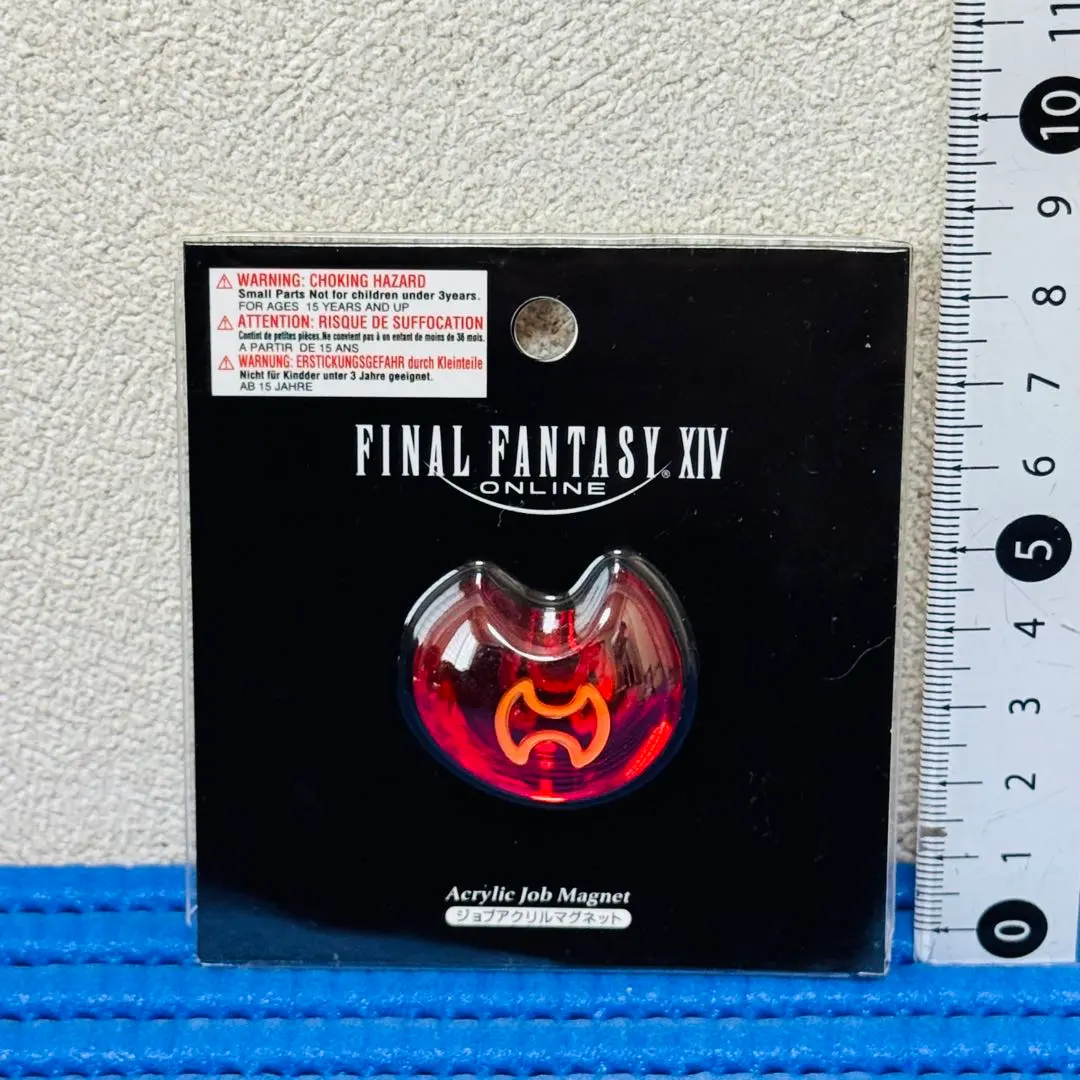 WARNING: CHOKING HAZARD
Small Parts Not for children under 3years.
FOR AGES 15 YEARS AND UP
ATTENTION: RISQUE DE SUFFOCATION
Contint de petites pièces.Ne convient pas à un enfant de moins de 36 mois.
A PARTIR DE 15 ANS
WARNUNG: ERSTICKUNGSGEFAHR durch Kleinteile
Nicht für Kindder unter 3 Jahre geeignet.
AB 15 JAHRE
FINAL FANTASY® XIV
ONLINE
Acrylic Job Magnet
ジョブアクリルマグネット
11
10
9
8
7
6
5
4
3
2
1
0